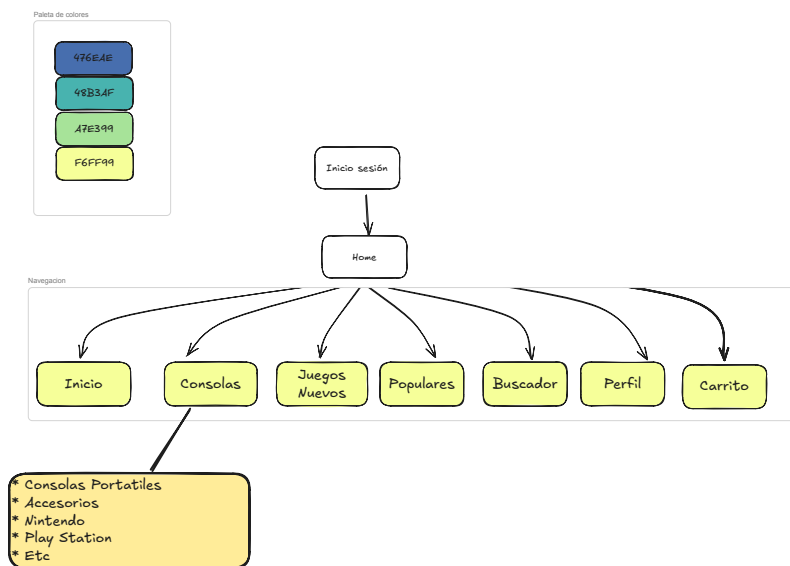 Paleta de colores
476EAE
48B3AF
A7E399
F6FF99
Inicio sesión
Home
Navegacion
Inicio
Consolas
Juegos
Nuevos
Populares
Buscador
Perfil
Carrito
* Consolas Portatiles
* Accesorios
* Nintendo
* Play Station
* Etc